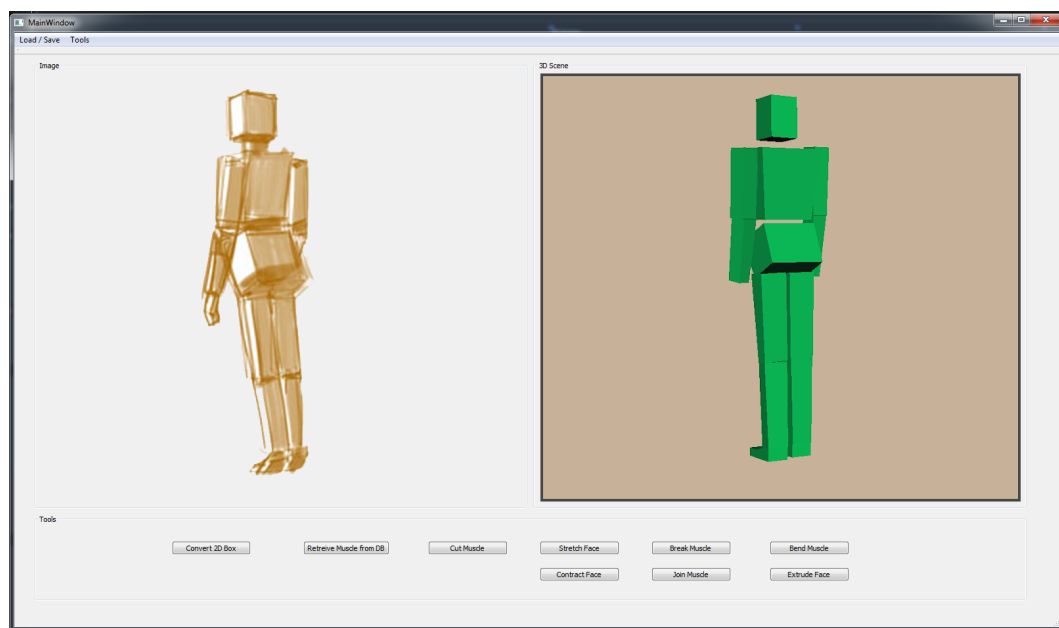 MainWindow
Load / Save Tools
Image
3D Scene
Tools
Convert 2D Box
Retreive Muscle from DB
Cut Muscle
Stretch Face
Break Muscle
Bend Muscle
Contract Face
Join Muscle
Extrude Face